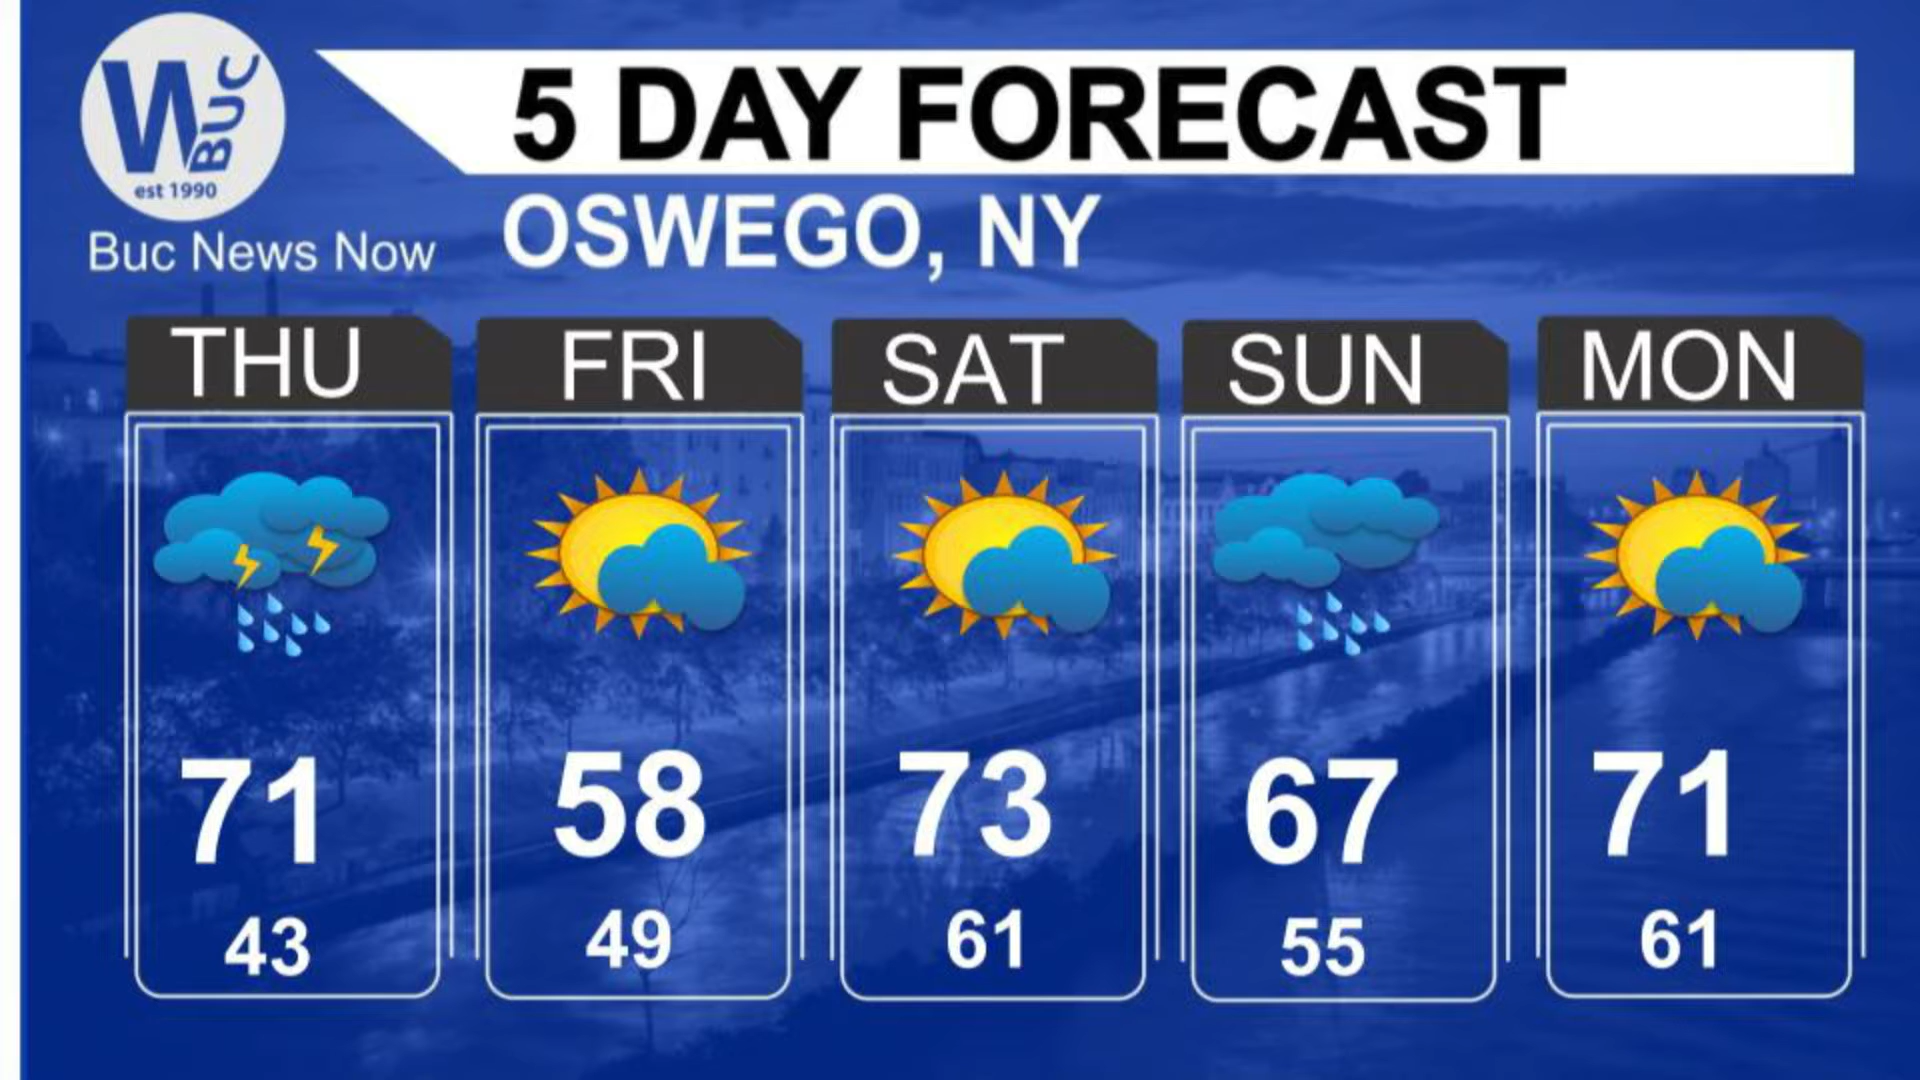 W BUC
est 1990
Buc News Now
5 DAY FORECAST
OSWEGO, NY
THU FRI SAT SUN MON
71 58 73 67 71
43 49 61 55 61